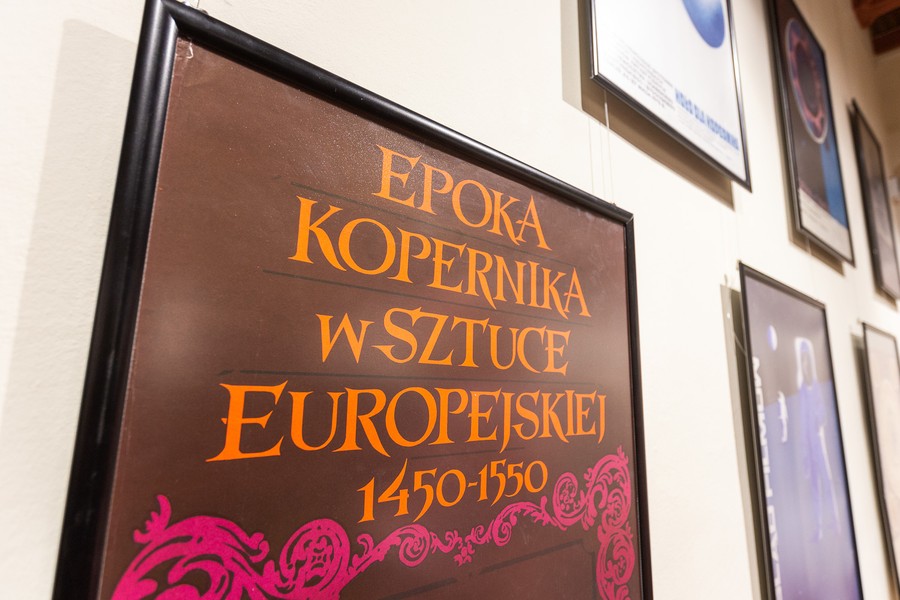 EPOKA
KOPERNIKA
W SZTUCE
EUROPEJSKIEJ
1450-1550